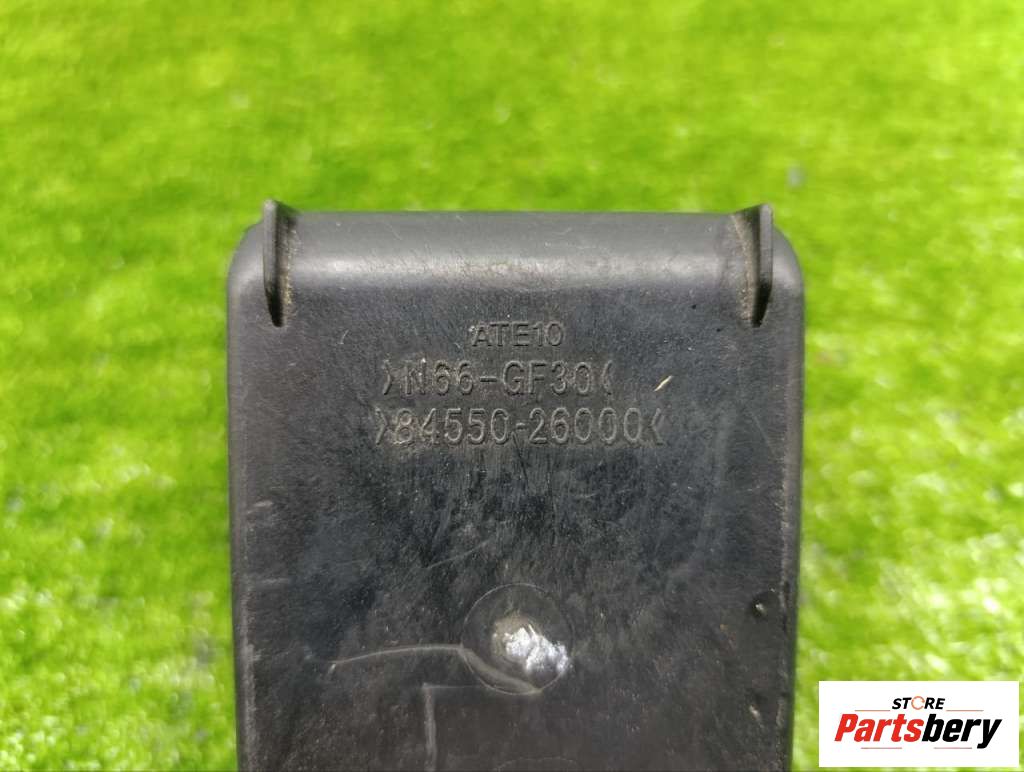 ATE10
>N66-GF30<
>84550-26000<
STORE
Partsbery